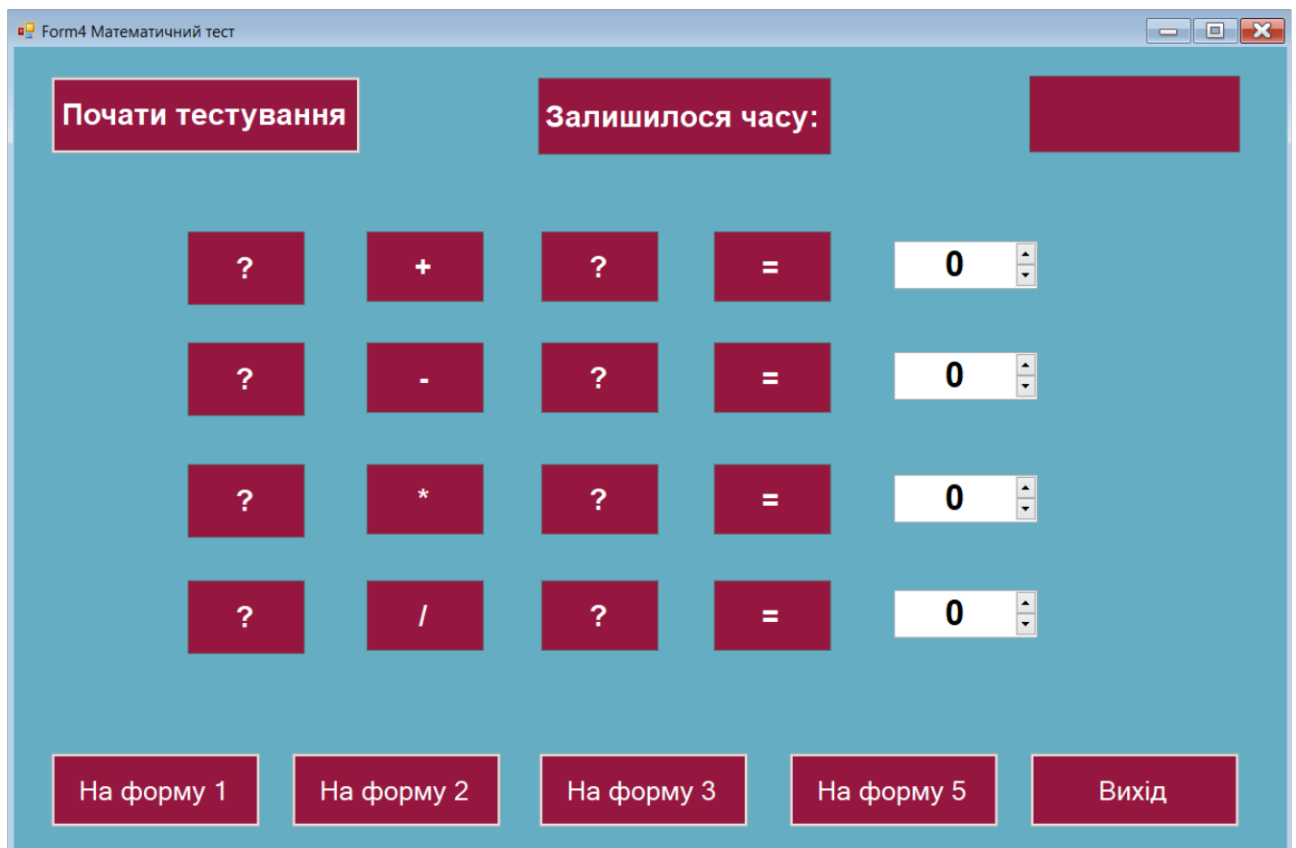 Form4 Математичний тест
Почати тестування Залишилося часу:
? + ? = 0
? - ? = 0
? * ? = 0
? / ? = 0
На форму 1 На форму 2 На форму 3 На форму 5 Вихід